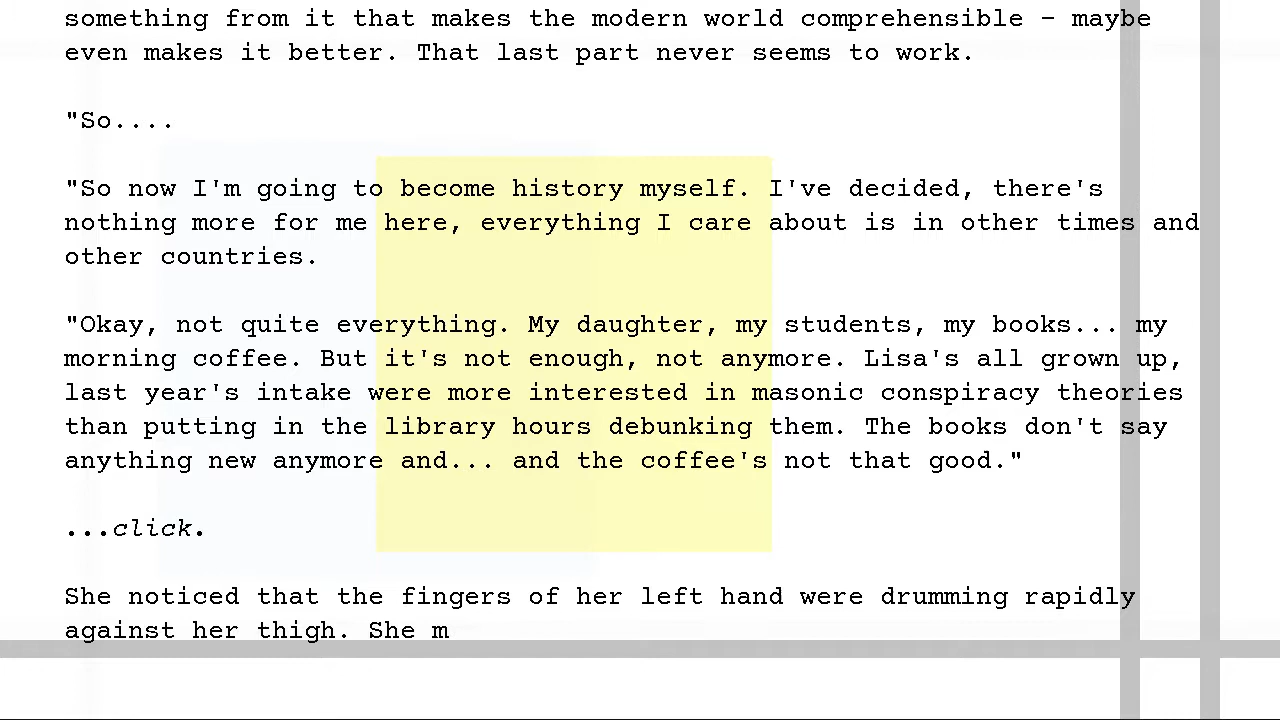 something from it that makes the modern world comprehensible – maybe
even makes it better. That last part never seems to work.
"So....
"So now I'm going to become history myself. I've decided, there's
nothing more for me here, everything I care about is in other times and
other countries.
"Okay, not quite everything. My daughter, my students, my books... my
morning coffee. But it's not enough, not anymore. Lisa's all grown up,
last year's intake were more interested in masonic conspiracy theories
than putting in the library hours debunking them. The books don't say
anything new anymore and... and the coffee's not that good."
...click.
She noticed that the fingers of her left hand were drumming rapidly
against her thigh. She m